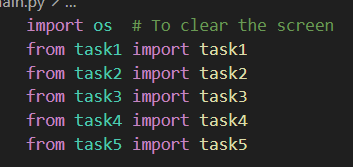 ain.py > ...
import os  # To clear the screen
from task1 import task1
from task2 import task2
from task3 import task3
from task4 import task4
from task5 import task5